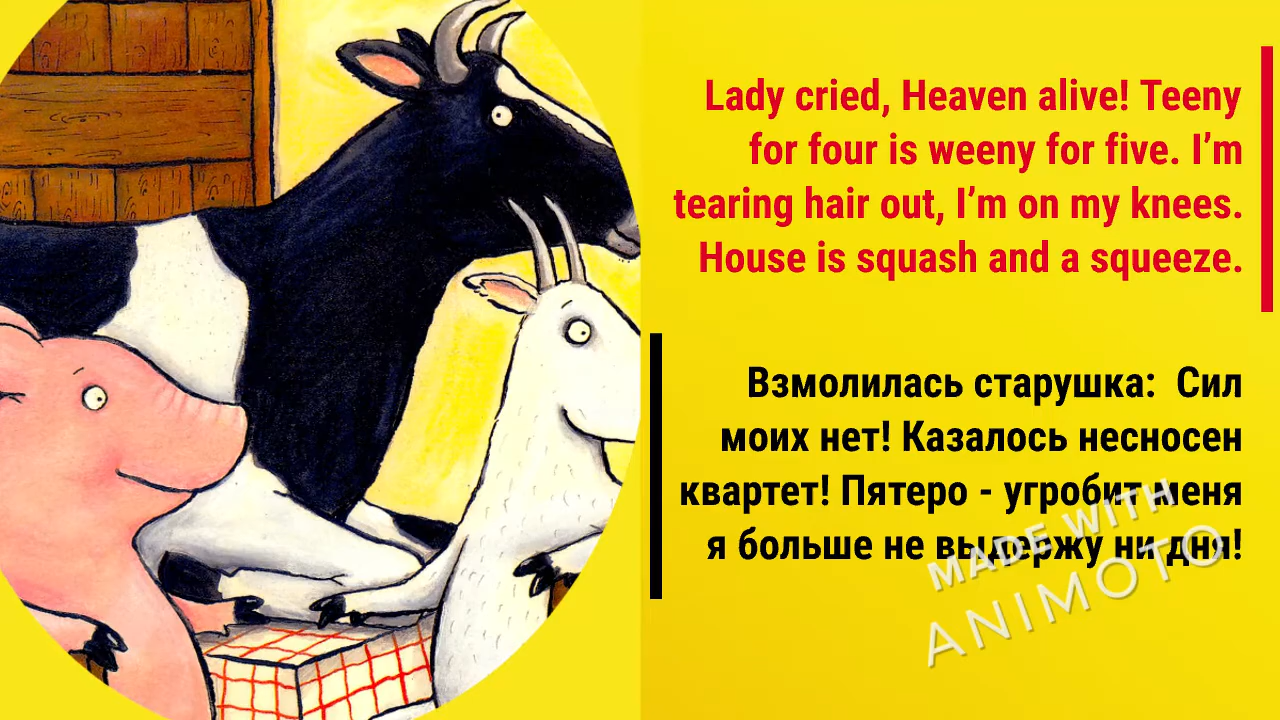 Lady cried, Heaven alive! Teeny
for four is weeny for five. I’m
tearing hair out, I’m on my knees.
House is squash and a squeeze.
Взмолилась старушка:  Сил
моих нет! Казалось несносен
квартет! Пятеро - угробит меня
я больше не выдержу ни дня!
MADE WITH
ANIMOTO